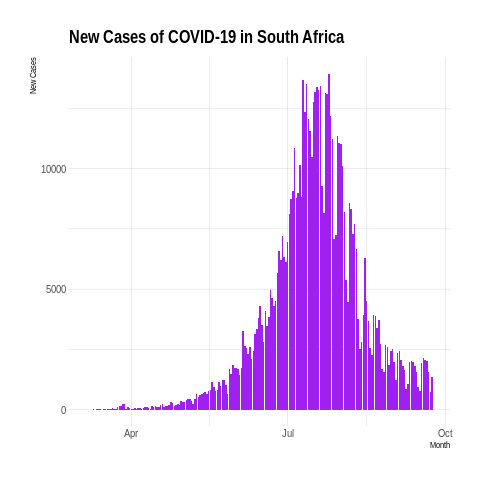 New Cases of COVID-19 in South Africa
New Cases
10000
5000
0
Apr
Jul
Oct
Month